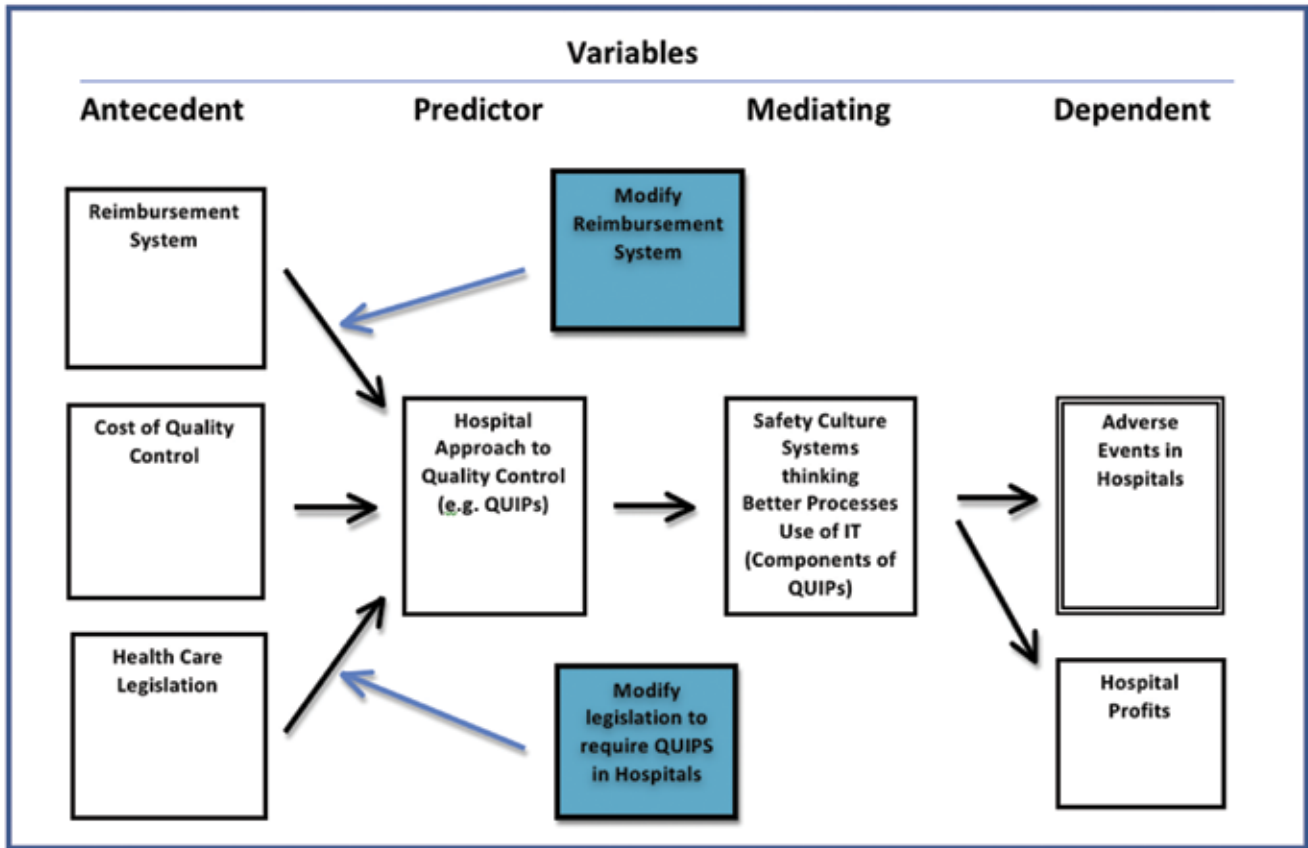 Variables
Antecedent
Predictor
Mediating
Dependent
Reimbursement
System
Modify
Reimbursement
System
Cost of Quality
Control
Hospital
Approach to
Quality Control
(e.g. QUIPs)
Safety Culture
Systems
thinking
Better Processes
Use of IT
(Components of
QUIPs)
Adverse
Events in
Hospitals
Health Care
Legislation
Modify
legislation to
require QUIPS
in Hospitals
Hospital
Profits